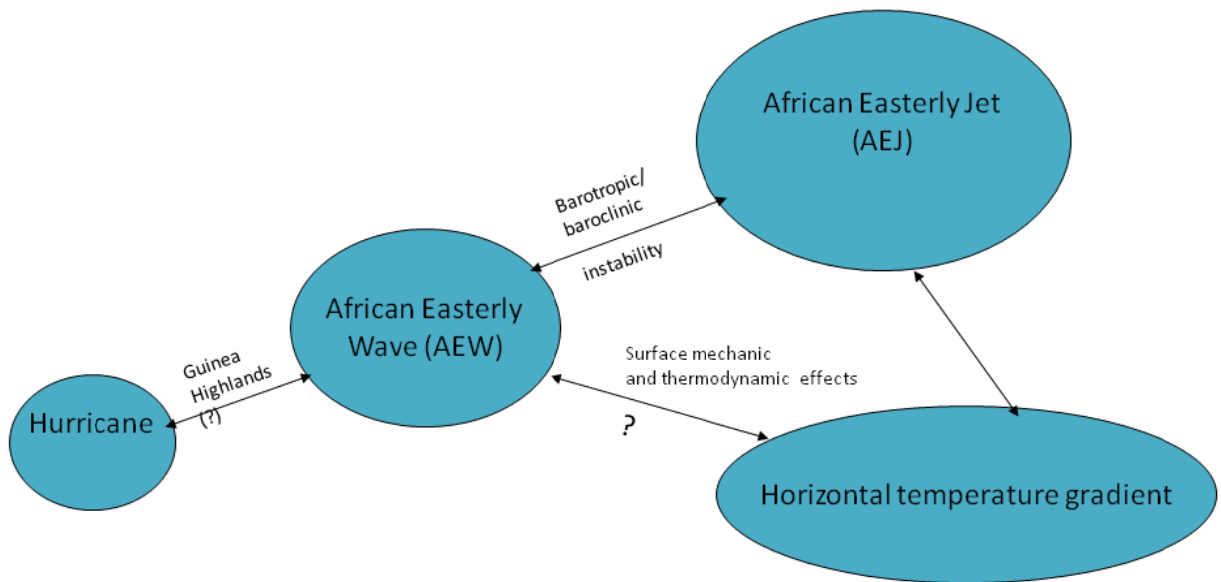 African Easterly Jet
(AEJ)
Barotropic/
baroclinic
instability
African Easterly
Wave (AEW)
Surface mechanic
and thermodynamic effects
?
Guinea
Highlands
(?)
Hurricane
Horizontal temperature gradient